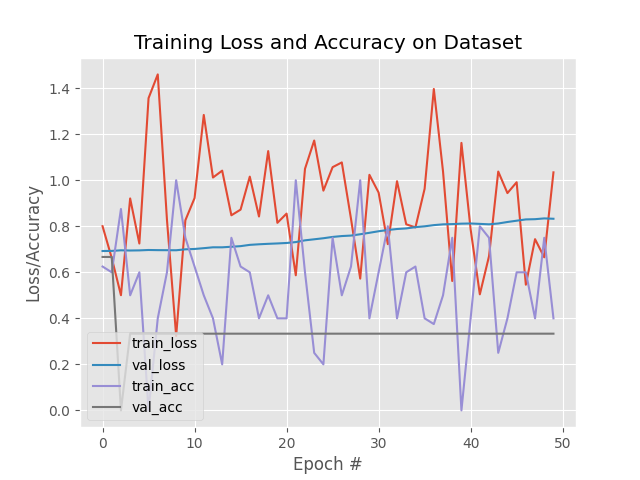 Training Loss and Accuracy on Dataset
Loss/Accuracy
1.4
1.2
1.0
0.8
0.6
0.4
0.2
0.0
train_loss
val_loss
train_acc
val_acc
0 10 20 30 40 50
Epoch #